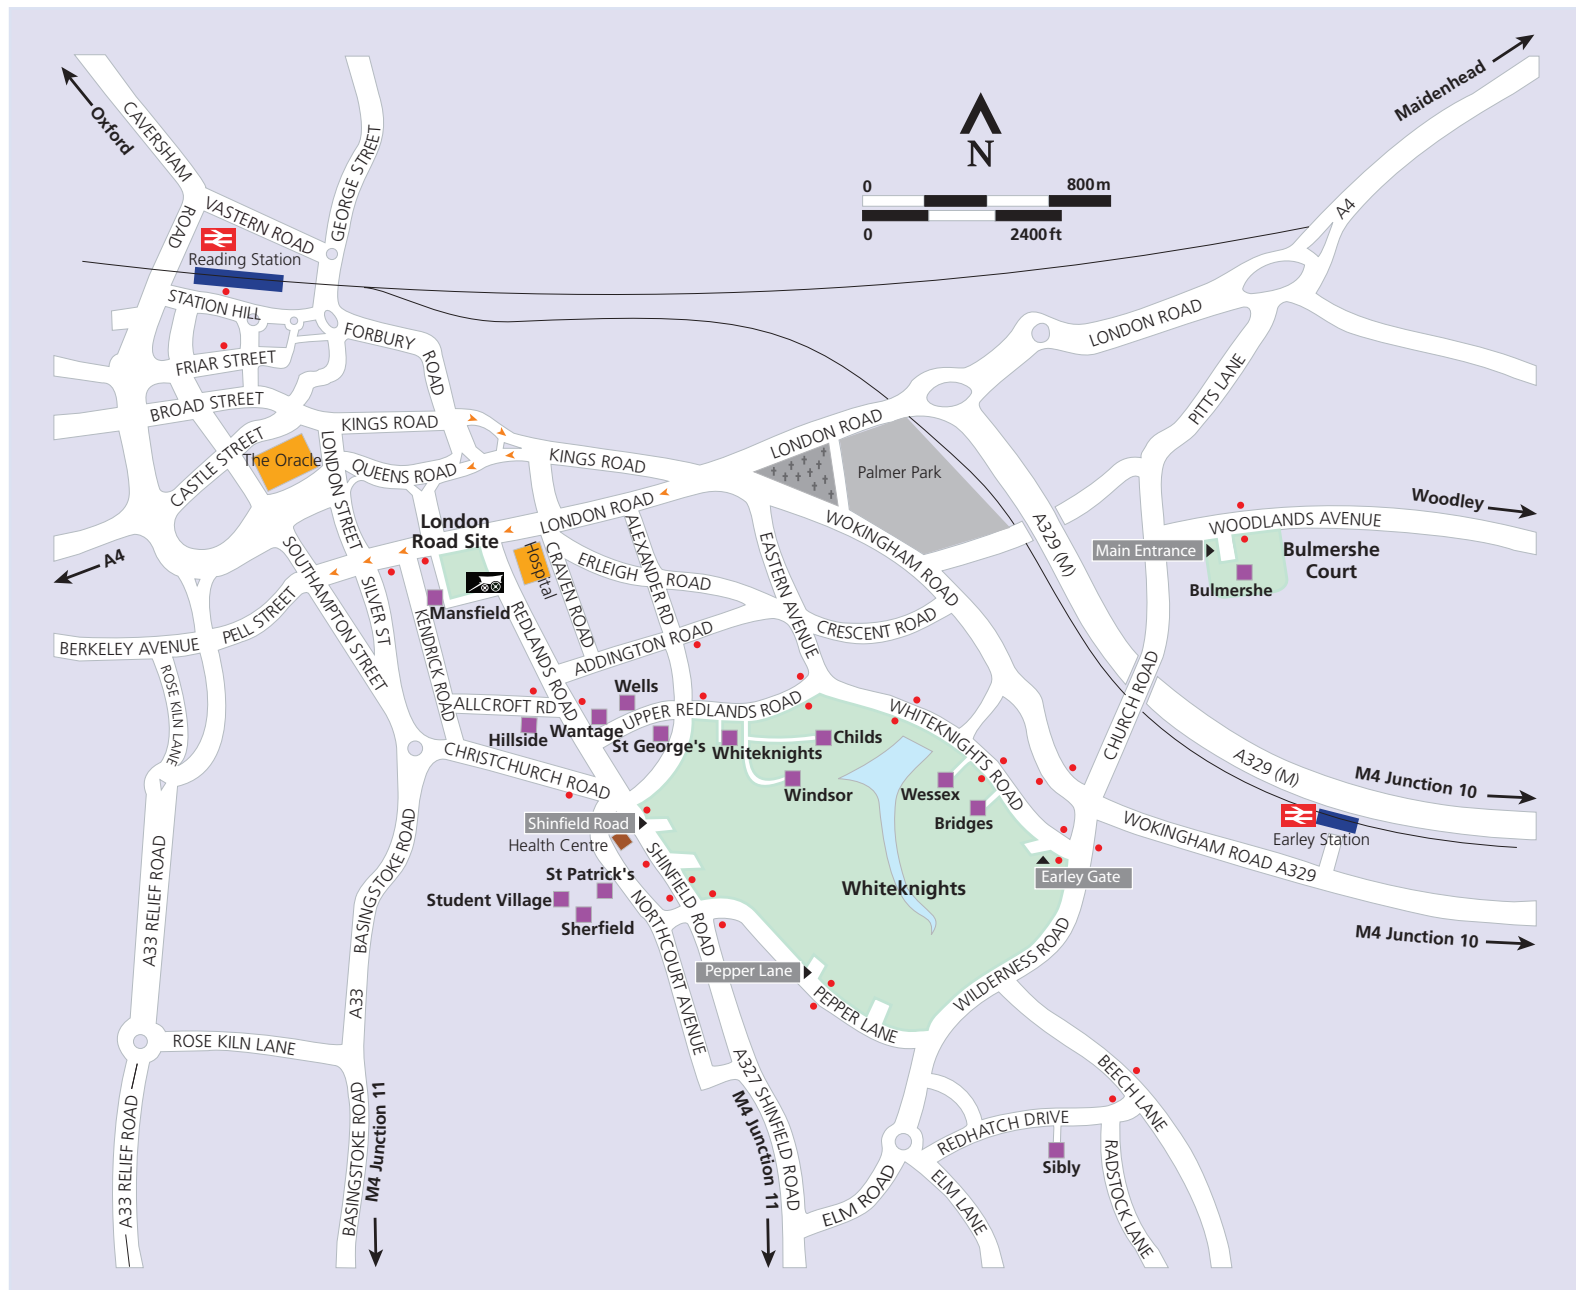 Oxford
CAVERSHAM
ROAD
VASTERN ROAD
GEORGE STREET
Reading Station
STATION HILL
FRIAR STREET
FORBURY
ROAD
BROAD STREET
KINGS ROAD
CASTLE STREET
The Oracle
LONDON STREET
QUEENS ROAD
KINGS ROAD
N
0
800m
0
2400ft
Maidenhead
A4
LONDON ROAD
PITTS LANE
LONDON ROAD
Palmer Park
WOKINGHAM ROAD
A329 (M)
Woodley
WOODLANDS AVENUE
Main Entrance
Bulmershe
Court
Bulmershe
London
Road Site
LONDON ROAD
Hospital
CRAVEN ROAD
ALEXANDER RD
ERLEIGH ROAD
EASTERN AVENUE
CRESCENT ROAD
A4
SOUTHAMPTON STREET
SILVER ST
PELL STREET
BERKELEY AVENUE
ROSE KILN LANE
Mansfield
KENDRICK ROAD
REDLANDS ROAD
ADDINGTON ROAD
ALLCROFT RD
Wells
Wantage
Hillside
UPPER REDLANDS ROAD
St George's
Whiteknights
Childs
Windsor
WHITEKNIGHTS ROAD
Wessex
Bridges
CHURCH ROAD
A329 (M)
M4 Junction 10
Earley Station
WOKINGHAM ROAD A329
M4 Junction 10
CHRISTCHURCH ROAD
Shinfield Road
Health Centre
St Patrick's
Student Village
Sherfield
SHINFIELD ROAD
NORTHCOURT AVENUE
Whiteknights
Earley Gate
Pepper Lane
PEPPER LANE
WILDERNESS ROAD
A33 RELIEF ROAD
BASINGSTOKE ROAD
A33
ROSE KILN LANE
A33 RELIEF ROAD
BASINGSTOKE ROAD
M4 Junction 11
A327 SHINFIELD ROAD
M4 Junction 11
BEECH LANE
REDHATCH DRIVE
Sibly
RADSTOCK LANE
ELM ROAD
ELM LANE